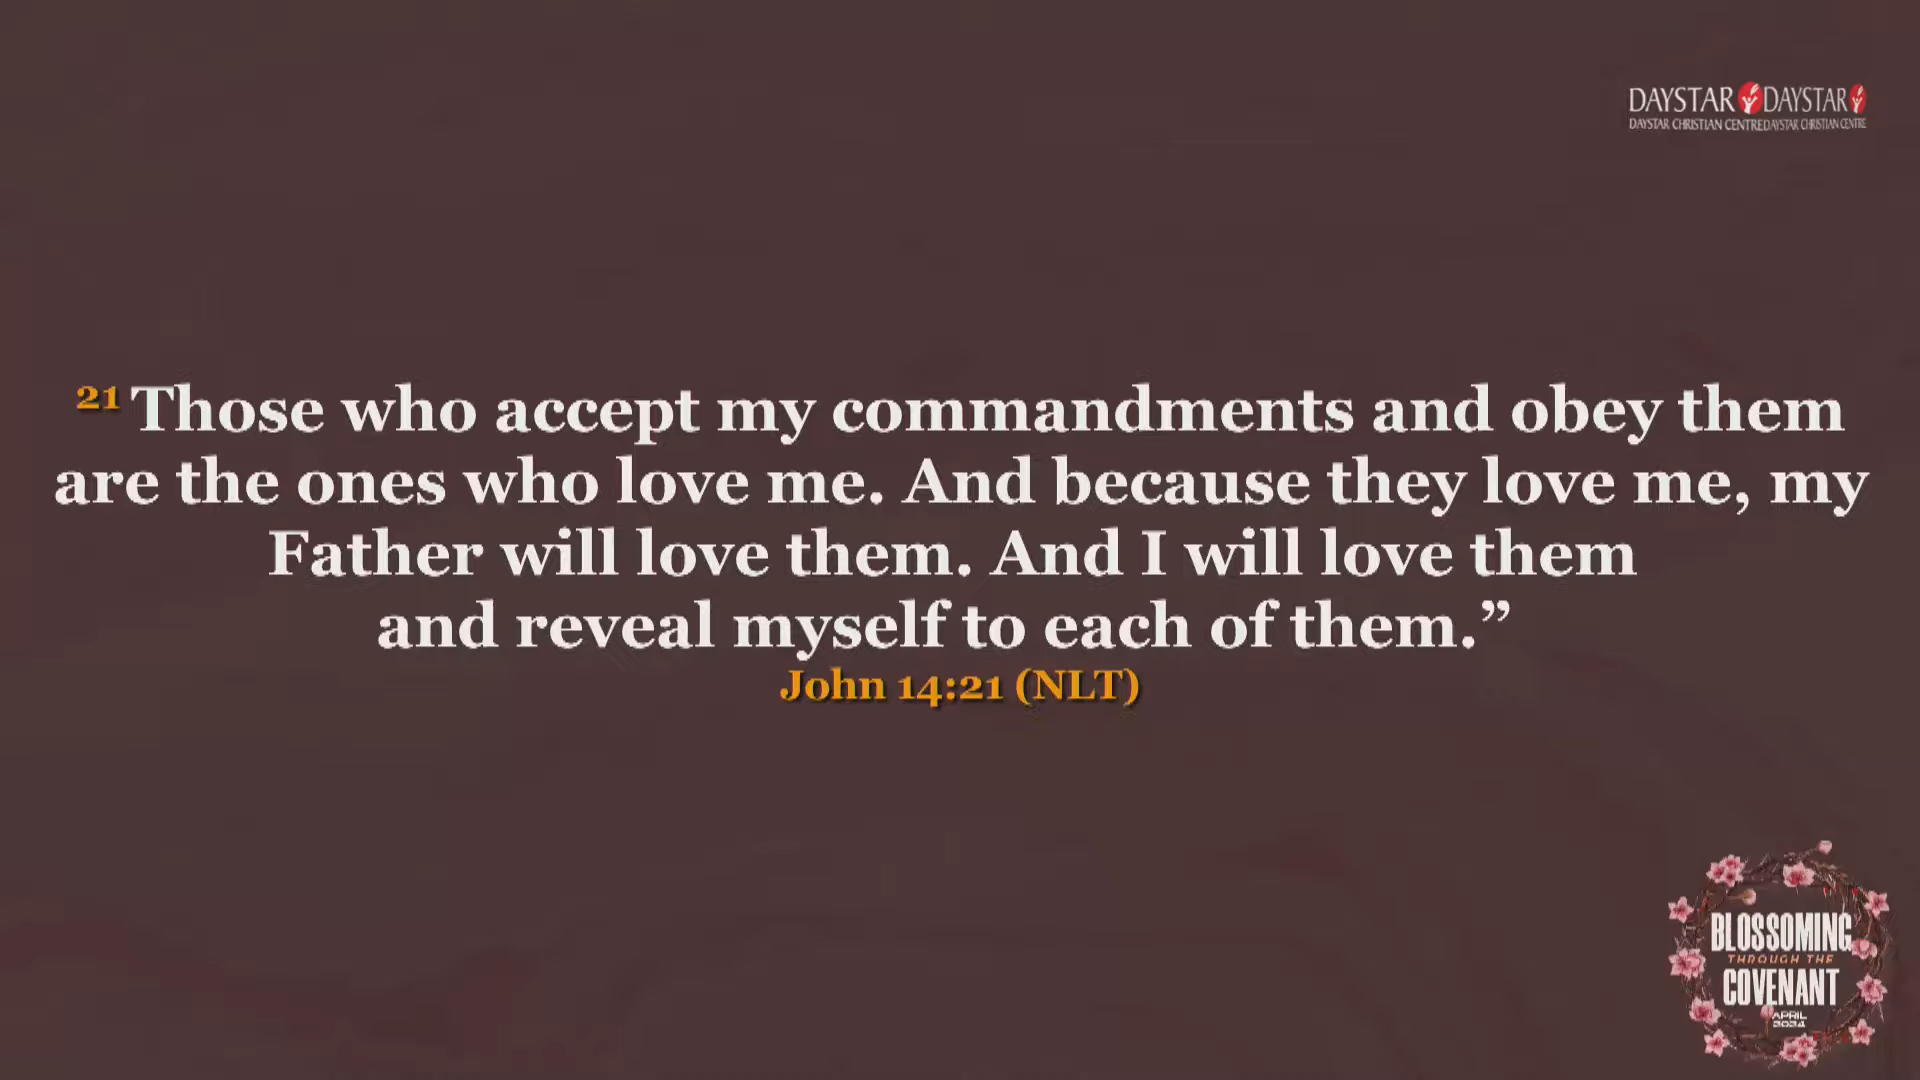 DAYSTAR DAYSTAR
DAYSTAR CHRISTIAN CENTREDAYSTAR CHRISTIAN CENTRE
21 Those who accept my commandments and obey them
are the ones who love me. And because they love me, my
Father will love them. And I will love them
and reveal myself to each of them.”
John 14:21 (NLT)
BLOSSOMING
THROUGH THE
COVENANT
APRIL
2024